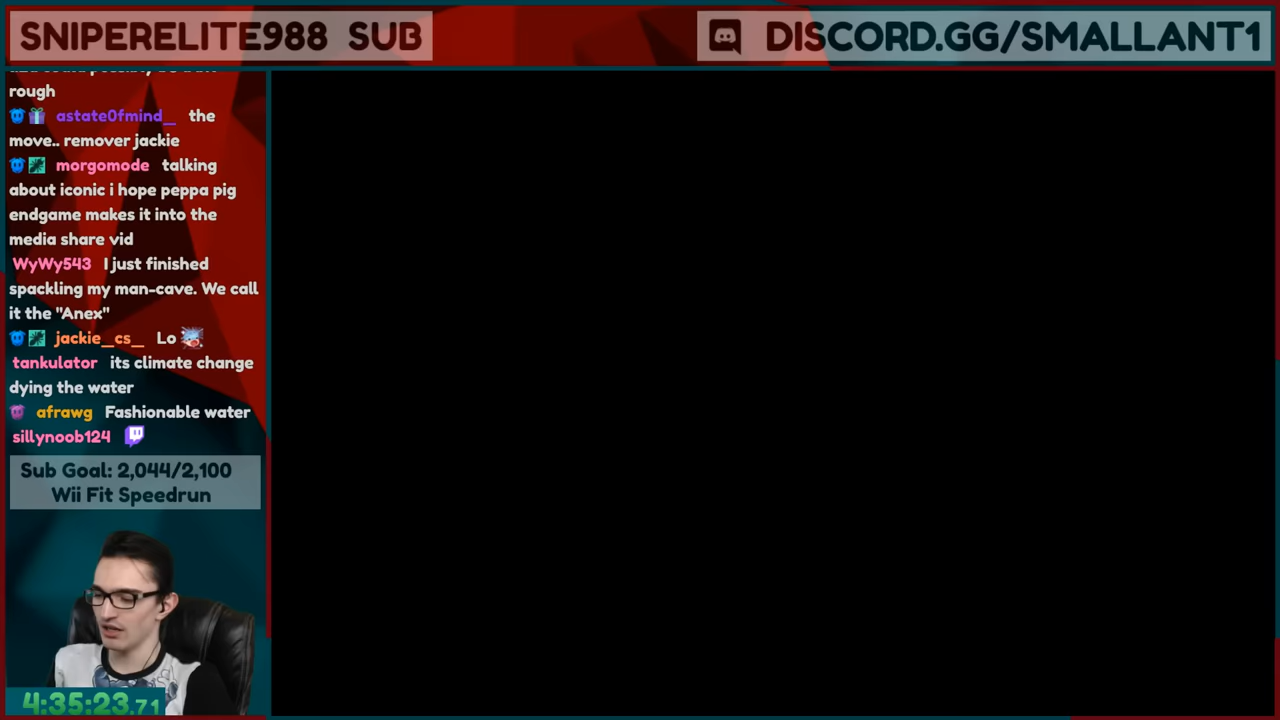 SNIPERELITE988 SUB
DISCORD.GG/SMALLANT1
rough
astate0fmind_ the
move.. remover jackie
morgomode talking
about iconic i hope peppa pig
endgame makes it into the
media share vid
WyWy543 I just finished
spackling my man-cave. We call
it the "Anex"
jackie_cs_ Lo
tankulator its climate change
dying the water
afrawg Fashionable water
sillynoob124
Sub Goal: 2,044/2,100
Wii Fit Speedrun
4:35:23.71